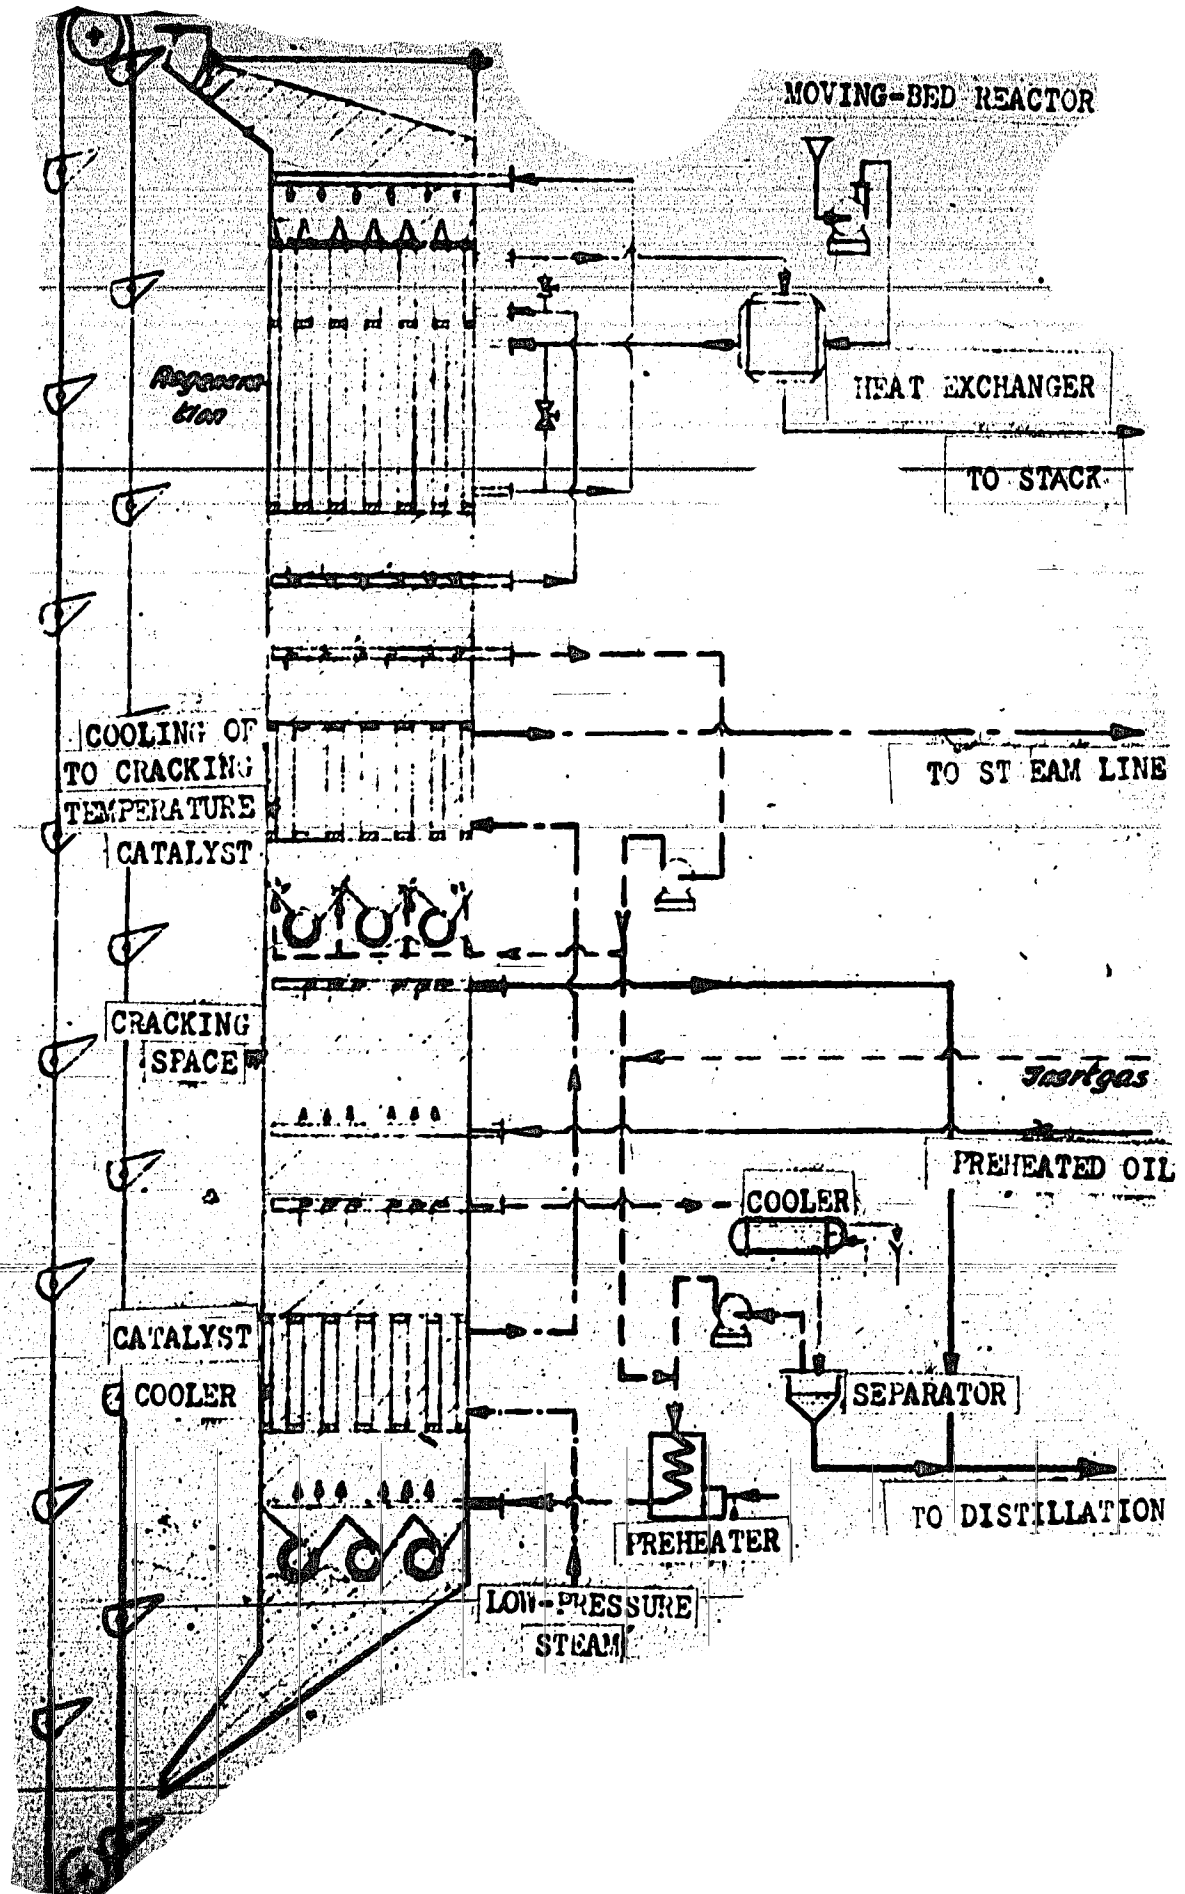 MOVING-BED REACTOR
HEAT EXCHANGER
TO STACK
COOLING OF
TO CRACKING
TEMPERATURE
CATALYST
TO ST EAM LINE
CRACKING
SPACE
PREHEATED OIL
COOLER
CATALYST
COOLER
SEPARATOR
TO DISTILLATION
PREHEATER
LOW-PRESSURE
STEAM